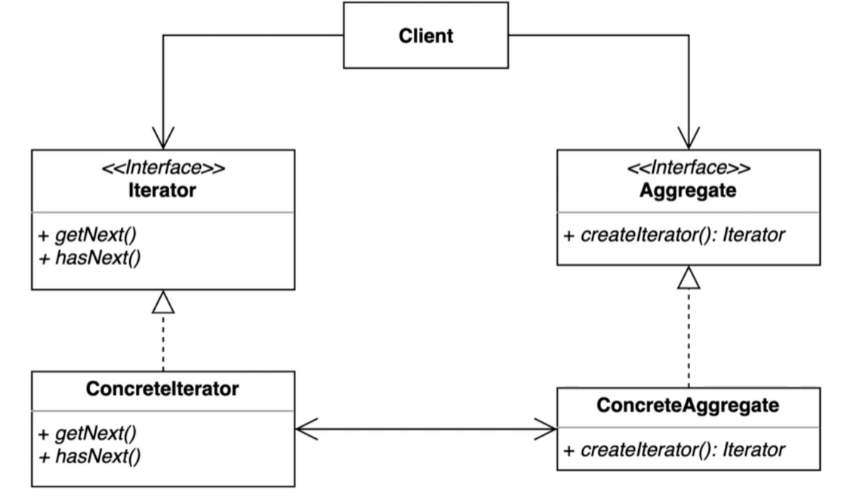 Client
<<Interface>>
Iterator
+ getNext()
+ hasNext()
<<Interface>>
Aggregate
+ createIterator(): Iterator
ConcreteIterator
+ getNext()
+ hasNext()
ConcreteAggregate
+ createIterator(): Iterator